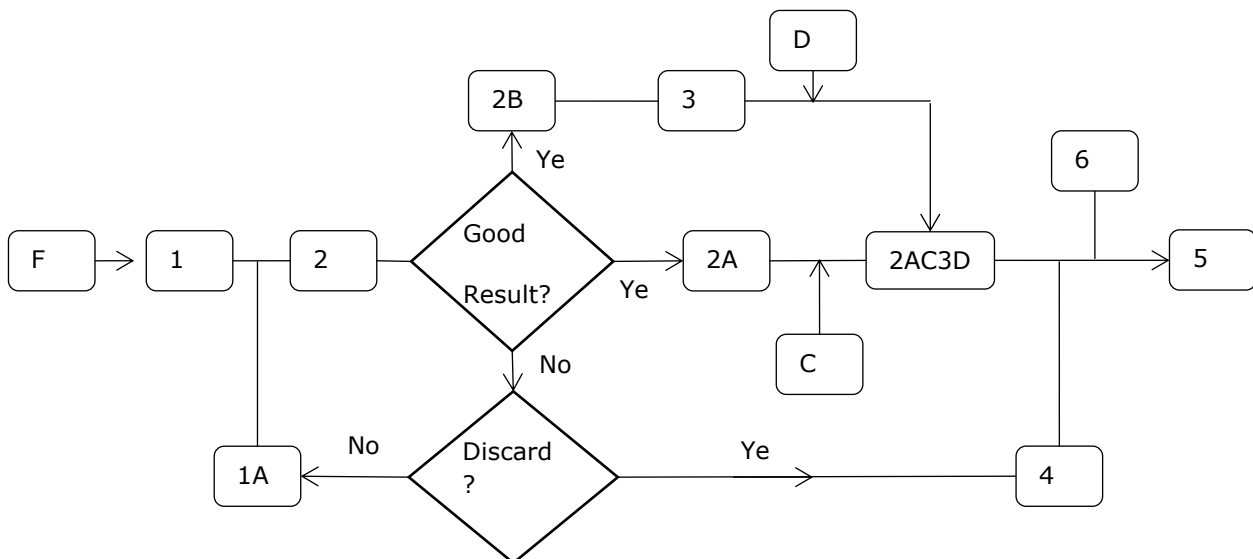 D
2B
3
Ye
6
F
1
2
Good
Result?
Ye
2A
2AC3D
5
C
No
No
Discard
?
Ye
1A
4